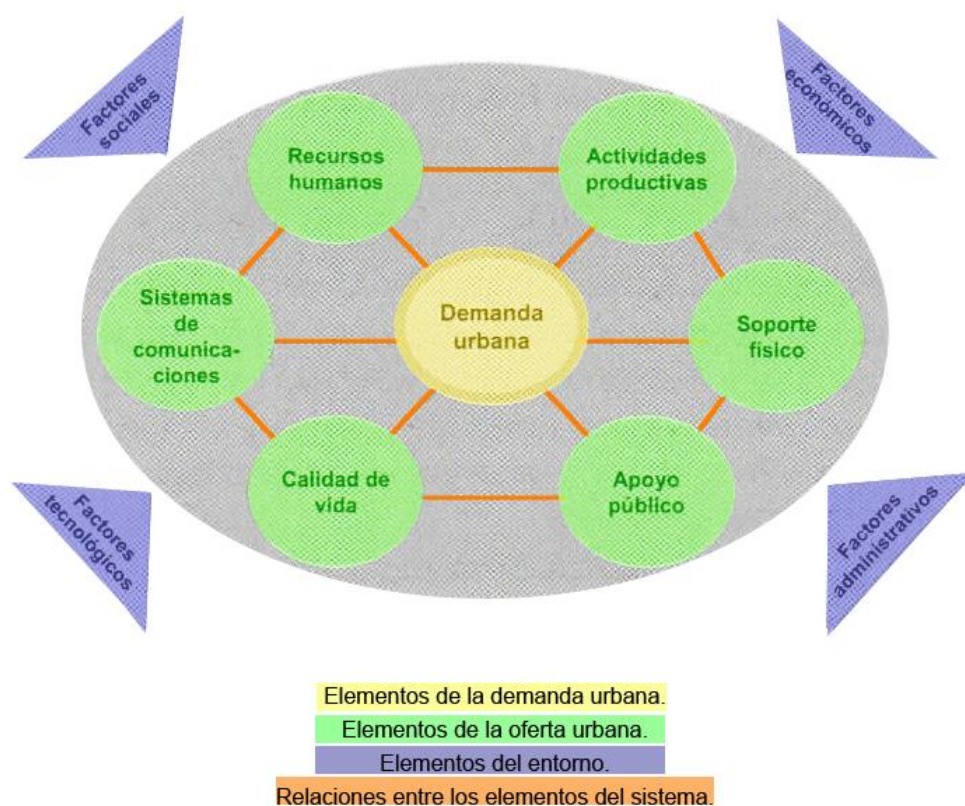 Factores
sociales
Factores
económicos
Recursos
humanos
Actividades
productivas
Sistemas
de
comunica-
ciones
Demanda
urbana
Soporte
físico
Calidad de
vida
Apoyo
público
Factores
tecnológicos
Factores
administrativos
Elementos de la demanda urbana.
Elementos de la oferta urbana.
Elementos del entorno.
Relaciones entre los elementos del sistema.